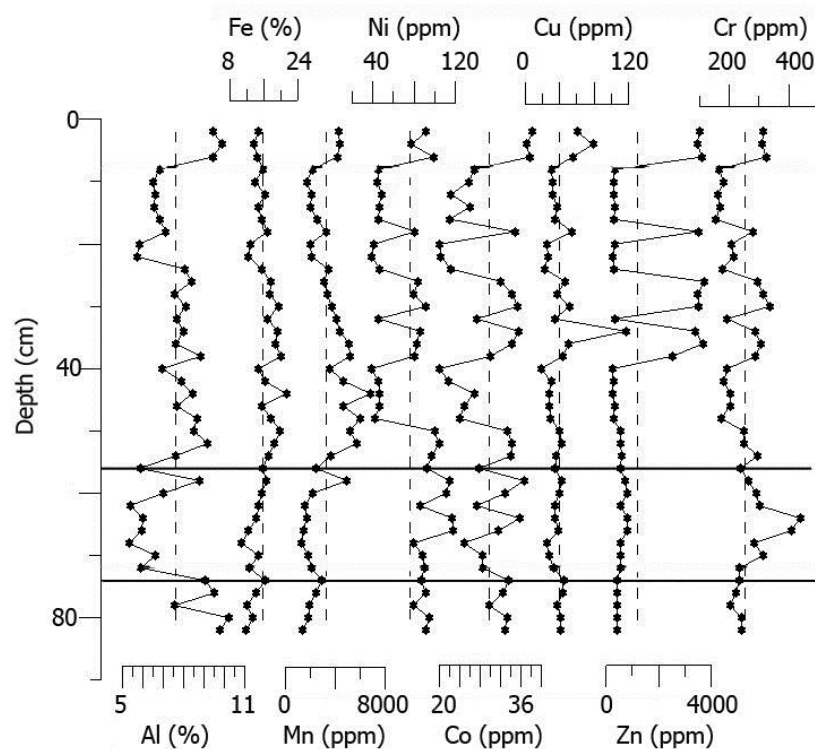 Fe (%) Ni (ppm) Cu (ppm) Cr (ppm)
8 24 40 120 0 120 200 400
0
40
80
Depth (cm)
5 11 0 8000 20 36 0 4000
Al (%) Mn (ppm) Co (ppm) Zn (ppm)